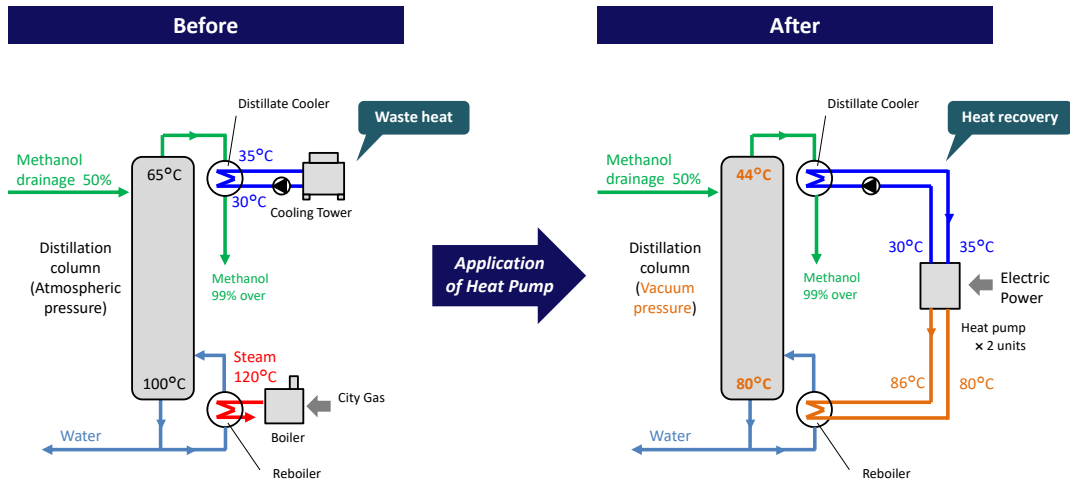 Before
Distillate Cooler
Waste heat
Methanol
drainage 50%
65°C
35°C
30°C
Cooling Tower
Distillation
column
(Atmospheric
pressure)
Methanol
99% over
100°C
Steam
120°C
City Gas
Boiler
Water
Reboiler
Application
of Heat Pump
After
Distillate Cooler
Heat recovery
Methanol
drainage 50%
44°C
Distillation
column
(Vacuum
pressure)
Methanol
99% over
30°C
35°C
Electric
Power
Heat pump
× 2 units
80°C
86°C
80°C
Water
Reboiler